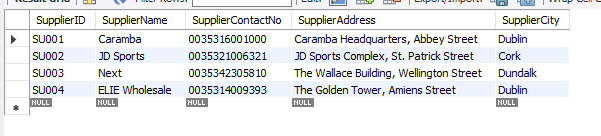 Result Grid Filter Rows: Edit: Export/Import: Wrap Cell C
SupplierID SupplierName SupplierContactNo SupplierAddress SupplierCity
SU001 Caramba 0035316001000 Caramba Headquarters, Abbey Street Dublin
SU002 JD Sports 0035321006321 JD Sports Complex, St. Patrick Street Cork
SU003 Next 0035342305810 The Wallace Building, Wellington Street Dundalk
SU004 ELIE Wholesale 0035314009393 The Golden Tower, Amiens Street Dublin
NULL NULL NULL NULL NULL